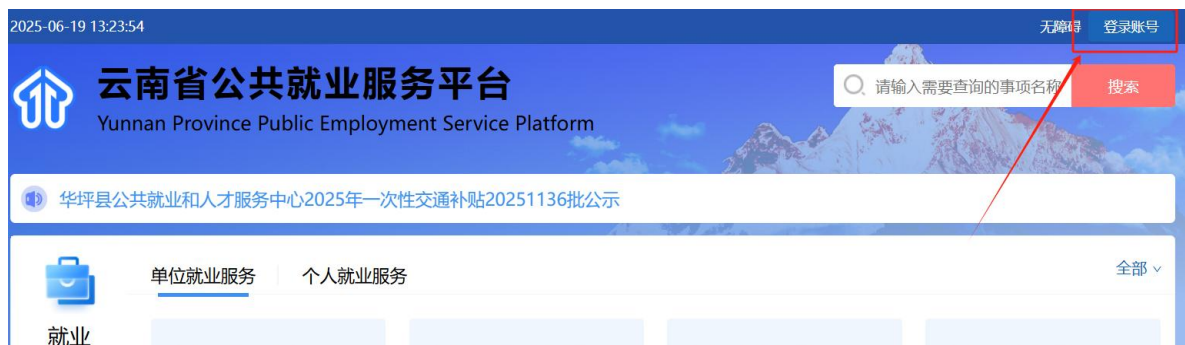 2025-06-19 13:23:54
无障碍 登录账号
云南省公共就业服务平台
Yunnan Province Public Employment Service Platform
请输入需要查询的事项名称 搜索
华坪县公共就业和人才服务中心2025年一次性交通补贴20251136批公示
单位就业服务 个人就业服务 全部
就业